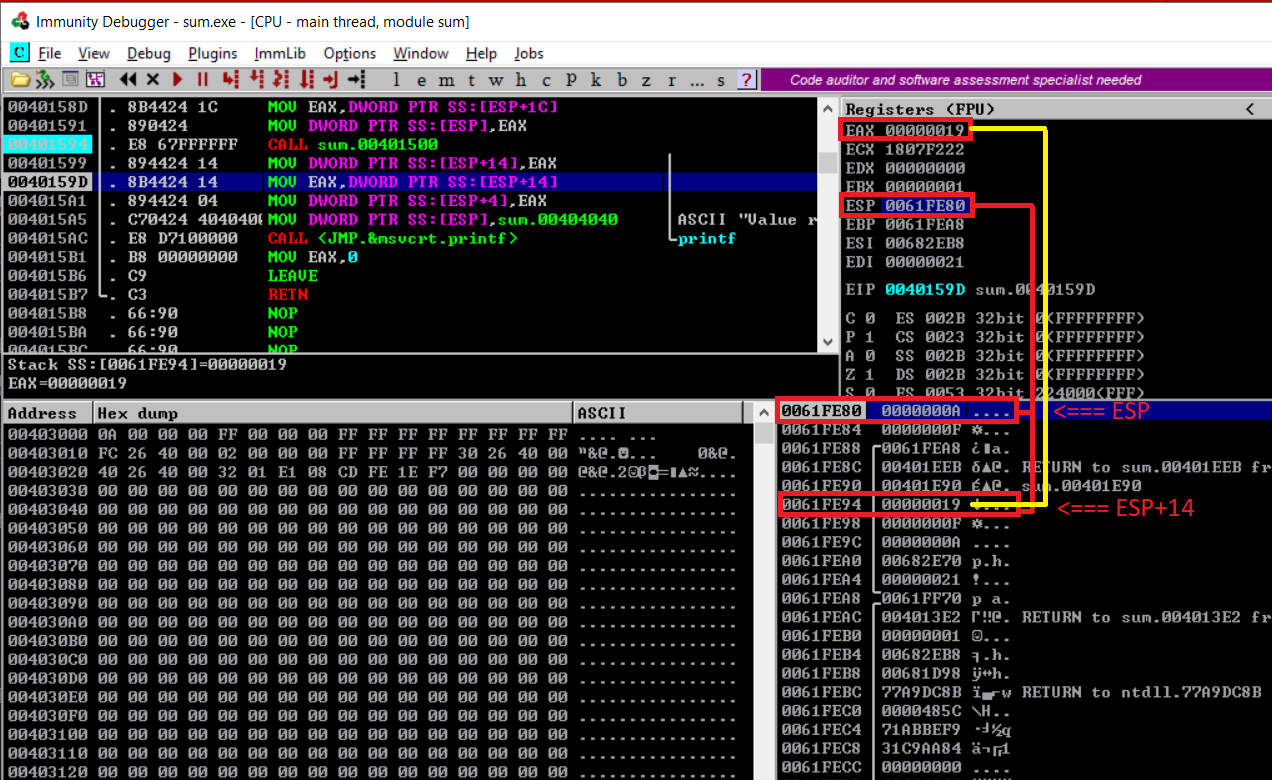 Immunity Debugger - sum.exe - [CPU - main thread, module sum]
C File View Debug Plugins ImmLib Options Window Help Jobs
l e m t w h c P k b z r ... s ? Code auditor and software assessment specialist needed
0040158D . 8B4424 1C MOV EAX,DWORD PTR SS:[ESP+1C]
00401591 . 890424 MOV DWORD PTR SS:[ESP],EAX
00401594 . E8 67FFFFFF CALL sum.00401500
00401599 . 894424 14 MOV DWORD PTR SS:[ESP+14],EAX
0040159D . 8B4424 14 MOV EAX,DWORD PTR SS:[ESP+14]
004015A1 . 894424 04 MOV DWORD PTR SS:[ESP+4],EAX
004015A5 . C70424 4040400 MOV DWORD PTR SS:[ESP],sum.00404040 ASCII "Value r
004015AC . E8 D7100000 CALL <JMP.&msvcrt.printf> printf
004015B1 . B8 00000000 MOV EAX,0
004015B6 . C9 LEAVE
004015B7 . C3 RETN
004015B8 . 66:90 NOP
004015BA . 66:90 NOP
004015BC . 66:90 NOP
Registers (FPU) <
EAX 00000019
ECX 1807F222
EDX 00000000
EBX 00000001
ESP 0061FE80
EBP 0061FEA8
ESI 00682EB8
EDI 00000021
EIP 0040159D sum.0040159D
C 0 ES 002B 32bit 0(FFFFFFFF)
P 1 CS 0023 32bit 0(FFFFFFFF)
A 0 SS 002B 32bit 0(FFFFFFFF)
Z 1 DS 002B 32bit 0(FFFFFFFF)
S 0 FS 0053 32bit 224000(FFF)
Stack SS:[0061FE94]=00000019
EAX=00000019
Address Hex dump ASCII
00403000 0A 00 00 00 FF 00 00 00 FF FF FF FF FF FF FF FF
00403010 FC 26 40 00 02 00 00 00 FF FF FF FF 30 26 40 00
00403020 40 26 40 00 32 01 E1 08 CD FE 1E F7 00 00 00 00
00403030 00 00 00 00 00 00 00 00 00 00 00 00 00 00 00 00 ................
00403040 00 00 00 00 00 00 00 00 00 00 00 00 00 00 00 00 ................
00403050 00 00 00 00 00 00 00 00 00 00 00 00 00 00 00 00 ................
00403060 00 00 00 00 00 00 00 00 00 00 00 00 00 00 00 00 ................
00403070 00 00 00 00 00 00 00 00 00 00 00 00 00 00 00 00 ................
00403080 00 00 00 00 00 00 00 00 00 00 00 00 00 00 00 00 ................
00403090 00 00 00 00 00 00 00 00 00 00 00 00 00 00 00 00 ................
004030A0 00 00 00 00 00 00 00 00 00 00 00 00 00 00 00 00 ................
004030B0 00 00 00 00 00 00 00 00 00 00 00 00 00 00 00 00 ................
004030C0 00 00 00 00 00 00 00 00 00 00 00 00 00 00 00 00 ................
004030D0 00 00 00 00 00 00 00 00 00 00 00 00 00 00 00 00 ................
004030E0 00 00 00 00 00 00 00 00 00 00 00 00 00 00 00 00 ................
004030F0 00 00 00 00 00 00 00 00 00 00 00 00 00 00 00 00 ................
00403100 00 00 00 00 00 00 00 00 00 00 00 00 00 00 00 00 ................
00403110 00 00 00 00 00 00 00 00 00 00 00 00 00 00 00 00 ................
00403120 00 00 00 00 00 00 00 00 00 00 00 00 00 00 00 00 ................
0061FE80 0000000A .... <=== ESP
0061FE84 0000000F ☼...
0061FE88 0061FEA8 ¿■a.
0061FE8C 00401EEB δ▲@. RETURN to sum.00401EEB fr
0061FE90 00401E90 É▲@. sum.00401E90
0061FE94 00000019 ↓... <=== ESP+14
0061FE98 0000000F ☼...
0061FE9C 0000000A ....
0061FEA0 00682E70 p.h.
0061FEA4 00000021 !...
0061FEA8 0061FF70 p a.
0061FEAC 004013E2 Γ‼@. RETURN to sum.004013E2 fr
0061FEB0 00000001 ☺...
0061FEB4 00682EB8 ╕.h.
0061FEB8 00681D98 ÿ↔h.
0061FEBC 77A9DC8B RETURN to ntdll.77A9DC8B
0061FEC0 0000485C \H..
0061FEC4 71ABBEF9
0061FEC8 31C9AA84
0061FECC 00000000 ....